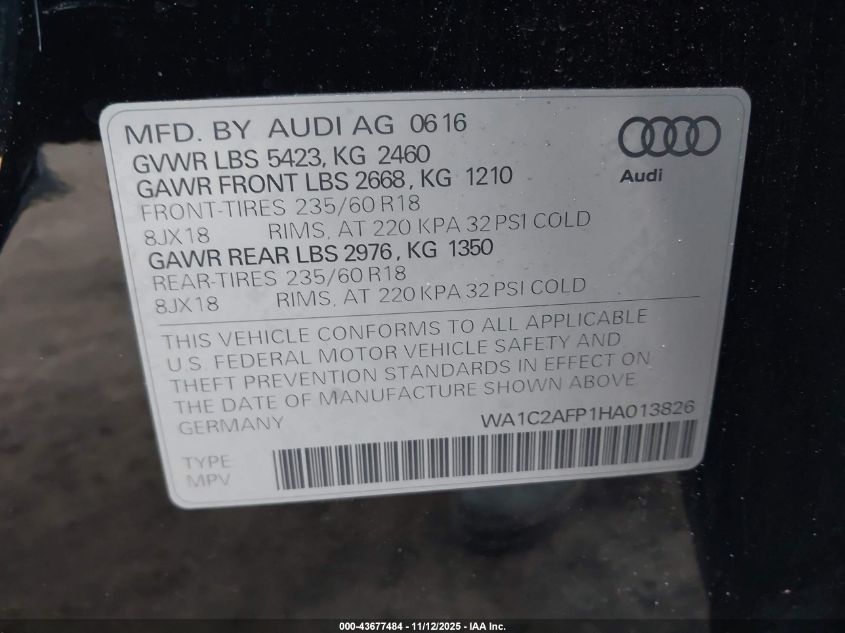 MFD. BY AUDI AG 0616
GVWR LBS 5423, KG 2460
GAWR FRONT LBS 2668, KG 1210
FRONT-TIRES 235/60 R18
8JX18 RIMS, AT 220 KPA 32 PSI COLD
GAWR REAR LBS 2976, KG 1350
REAR-TIRES 235/60 R18
8JX18 RIMS, AT 220 KPA 32 PSI COLD
Audi
THIS VEHICLE CONFORMS TO ALL APPLICABLE
U.S. FEDERAL MOTOR VEHICLE SAFETY AND
THEFT PREVENTION STANDARDS IN EFFECT ON
THE DATE OF MANUFACTURE SHOWN ABOVE.
GERMANY WA1C2AFP1HA013826
TYPE
MPV
000-43677484 - 11/12/2025 - IAA Inc.